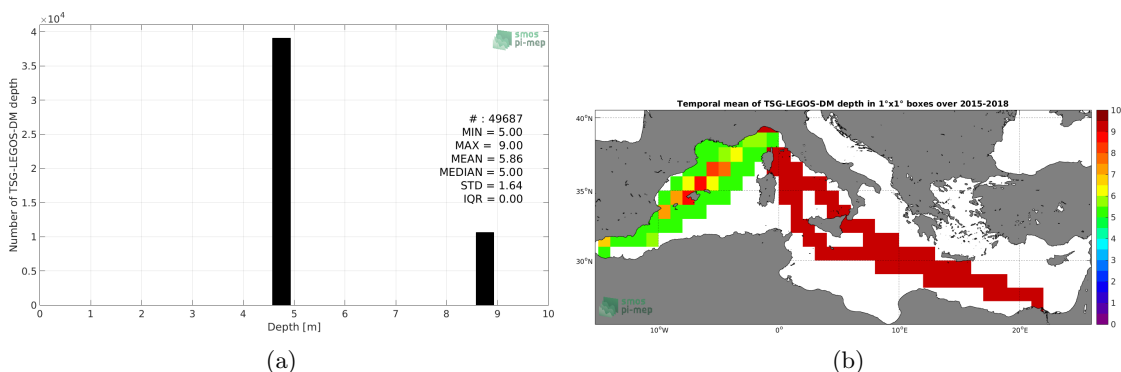 ×10⁴
4
3.5
3
2.5
2
1.5
1
0.5
0
Number of TSG-LEGOS-DM depth
smos
pi-mep
# : 49687
MIN = 5.00
MAX = 9.00
MEAN = 5.86
MEDIAN = 5.00
STD = 1.64
IQR = 0.00
0 1 2 3 4 5 6 7 8 9 10
Depth [m]
(a)
Temporal mean of TSG-LEGOS-DM depth in 1°x1° boxes over 2015-2018
40°N
35°N
30°N
smos
pi-mep
10°W 0° 10°E 20°E
10
9
8
7
6
5
4
3
2
1
0
(b)